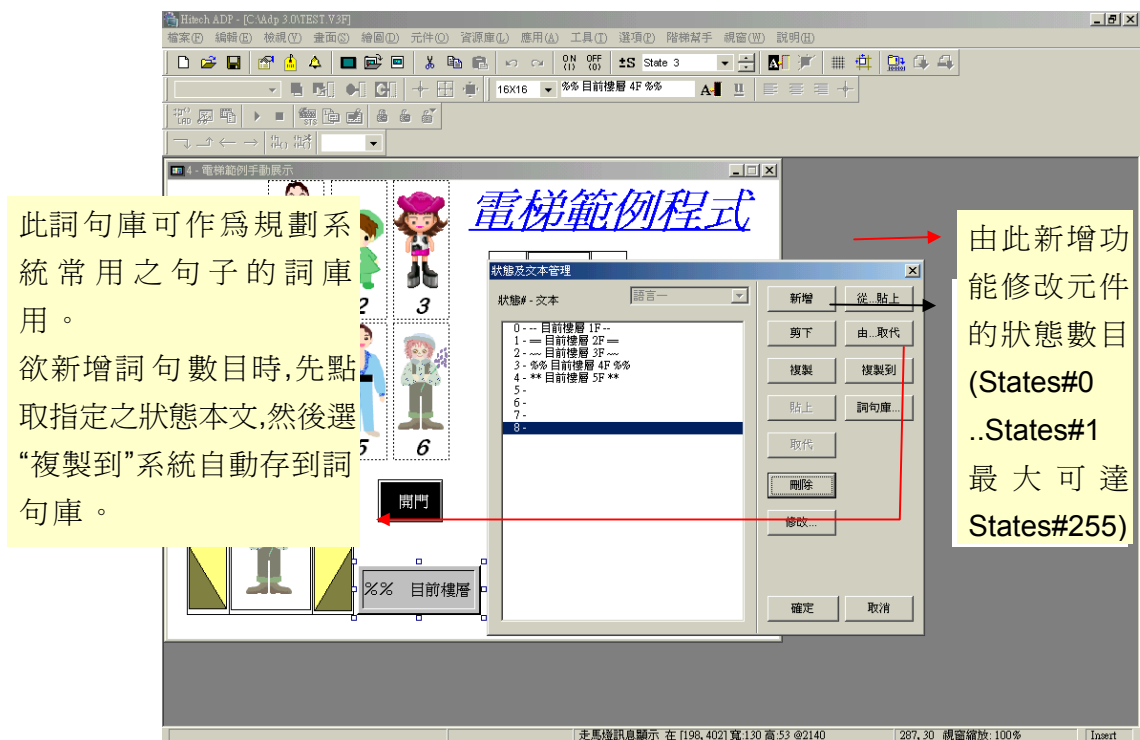 Hitech ADP - [C:\Adp 3.0\TEST.V3F]
檔案(F) 編輯(E) 檢視(V) 畫面(S) 繪圖(D) 元件(O) 資源庫(L) 應用(A) 工具(T) 選項(P) 階梯幫手 視窗(W) 說明(H)
ON (1) OFF (0) ±S State 3
16X16 %% 目前樓層 4F %% A U
4 - 電梯範例手動展示
電梯範例程式
2 3
5 6
開門
%% 目前樓層
此詞句庫可作為規劃系
統常用之句子的詞庫
用。
欲新增詞句數目時,先點
取指定之狀態本文,然後選
“複製到”系統自動存到詞
句庫。
狀態及文本管理
狀態# - 文本 語言一
0 - -- 目前樓層 1F --
1 - == 目前樓層 2F ==
2 - ~~ 目前樓層 3F ~~
3 - %% 目前樓層 4F %%
4 - ** 目前樓層 5F **
5 -
6 -
7 -
8 -
新增 從...貼上
剪下 由...取代
複製 複製到
貼上 詞句庫...
取代
刪除
修改...
確定 取消
由此新增功
能修改元件
的狀態數目
(States#0
..States#1
最大可達
States#255)
走馬燈訊息顯示 在 [198, 402] 寬:130 高:53 @2140 287, 30 視窗縮放: 100% Insert